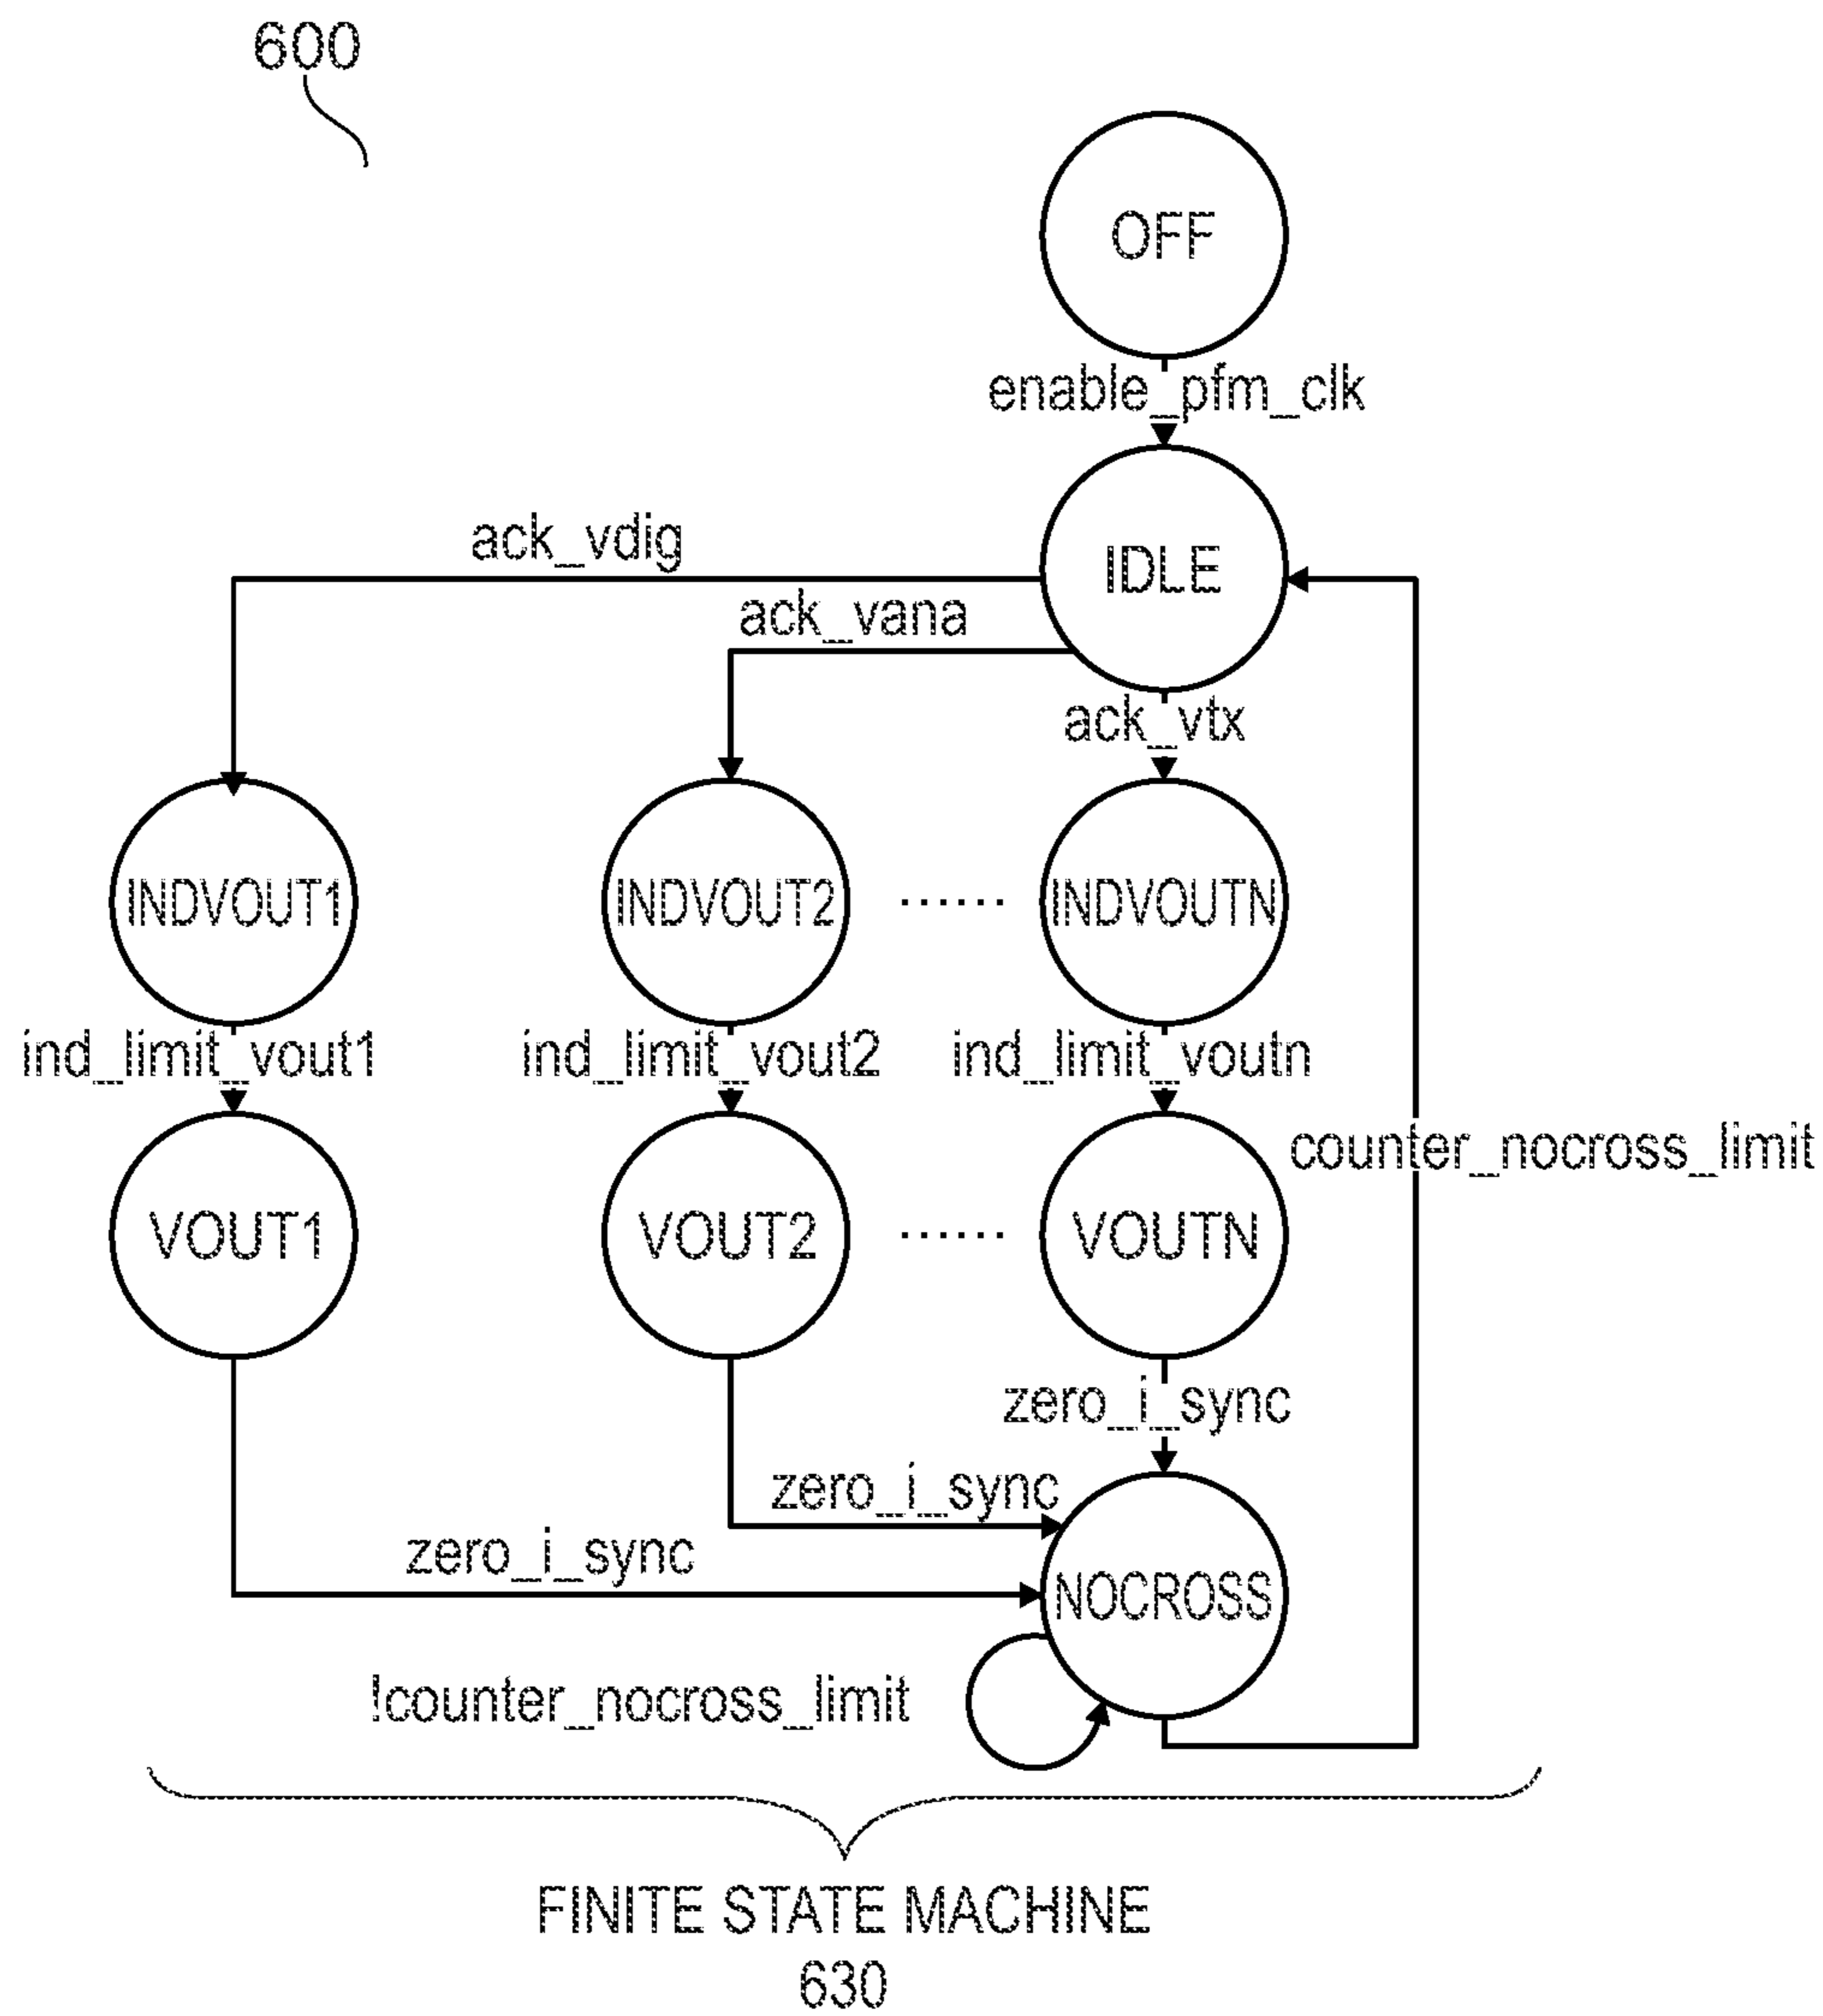 600
OFF
enable_pfm_clk
IDLE
ack_vdig
ack_vana
ack_vtx
INDVOUT1
INDVOUT2
......
INDVOUTN
ind_limit_vout1
ind_limit_vout2
ind_limit_voutn
VOUT1
VOUT2
......
VOUTN
counter_nocross_limit
zero_i_sync
zero_i_sync
zero_i_sync
NOCROSS
!counter_nocross_limit
FINITE STATE MACHINE
630